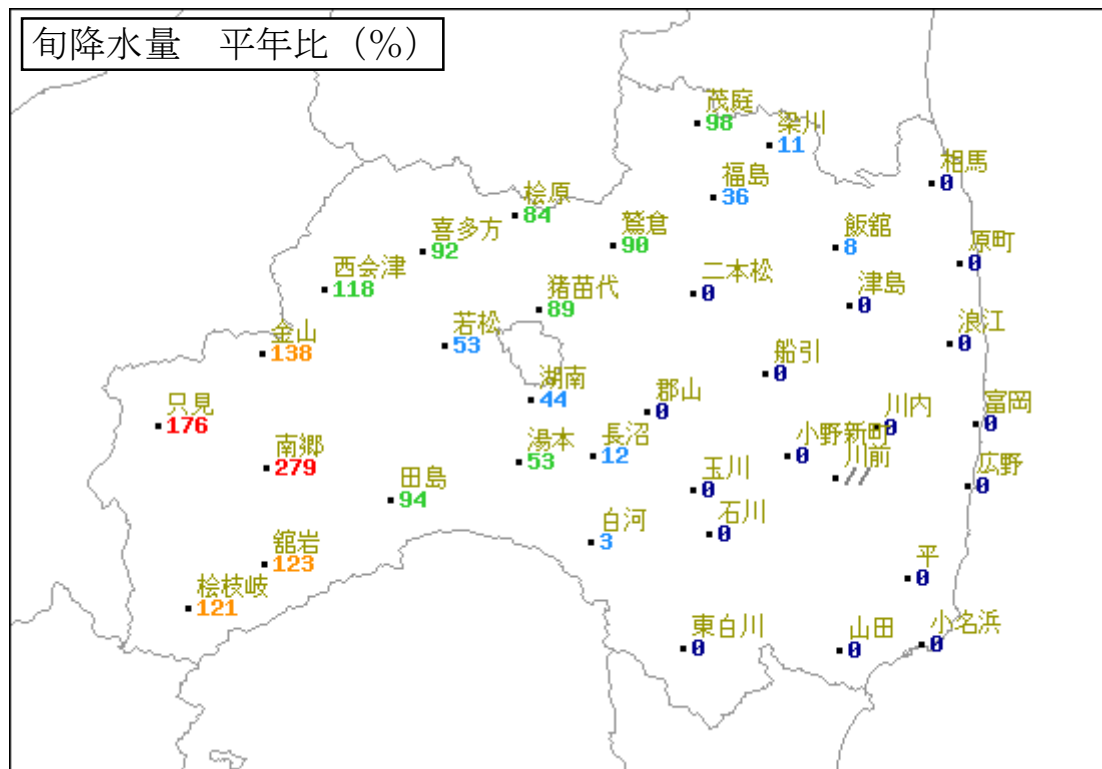 旬降水量　平年比（%）
茂庭
98
梁川
11
相馬
0
福島
36
桧原
84
喜多方
92
鷲倉
90
飯舘
8
原町
0
西会津
118
猪苗代
89
二本松
0
津島
0
金山
138
若松
53
浪江
0
船引
0
湖南
44
郡山
0
只見
176
川内
0
富岡
0
南郷
279
湯本
53
長沼
12
小野新町
0
川前
//
田島
94
玉川
0
広野
0
白河
3
石川
0
舘岩
123
平
0
桧枝岐
121
東白川
0
山田
0
小名浜
0